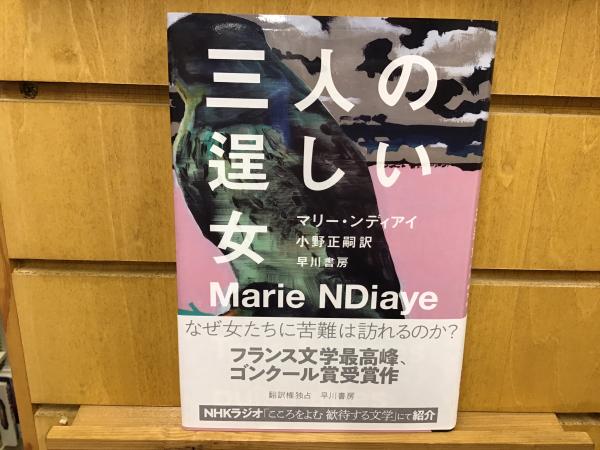 三人の
逞しい
女
マリー・ンディアイ
小野正嗣訳
早川書房
Marie NDiaye
なぜ女たちに苦難は訪れるのか?
フランス文学最高峰、
ゴンクール賞受賞作
翻訳権独占 早川書房
NHKラジオ「こころをよむ 歓待する文学」にて紹介